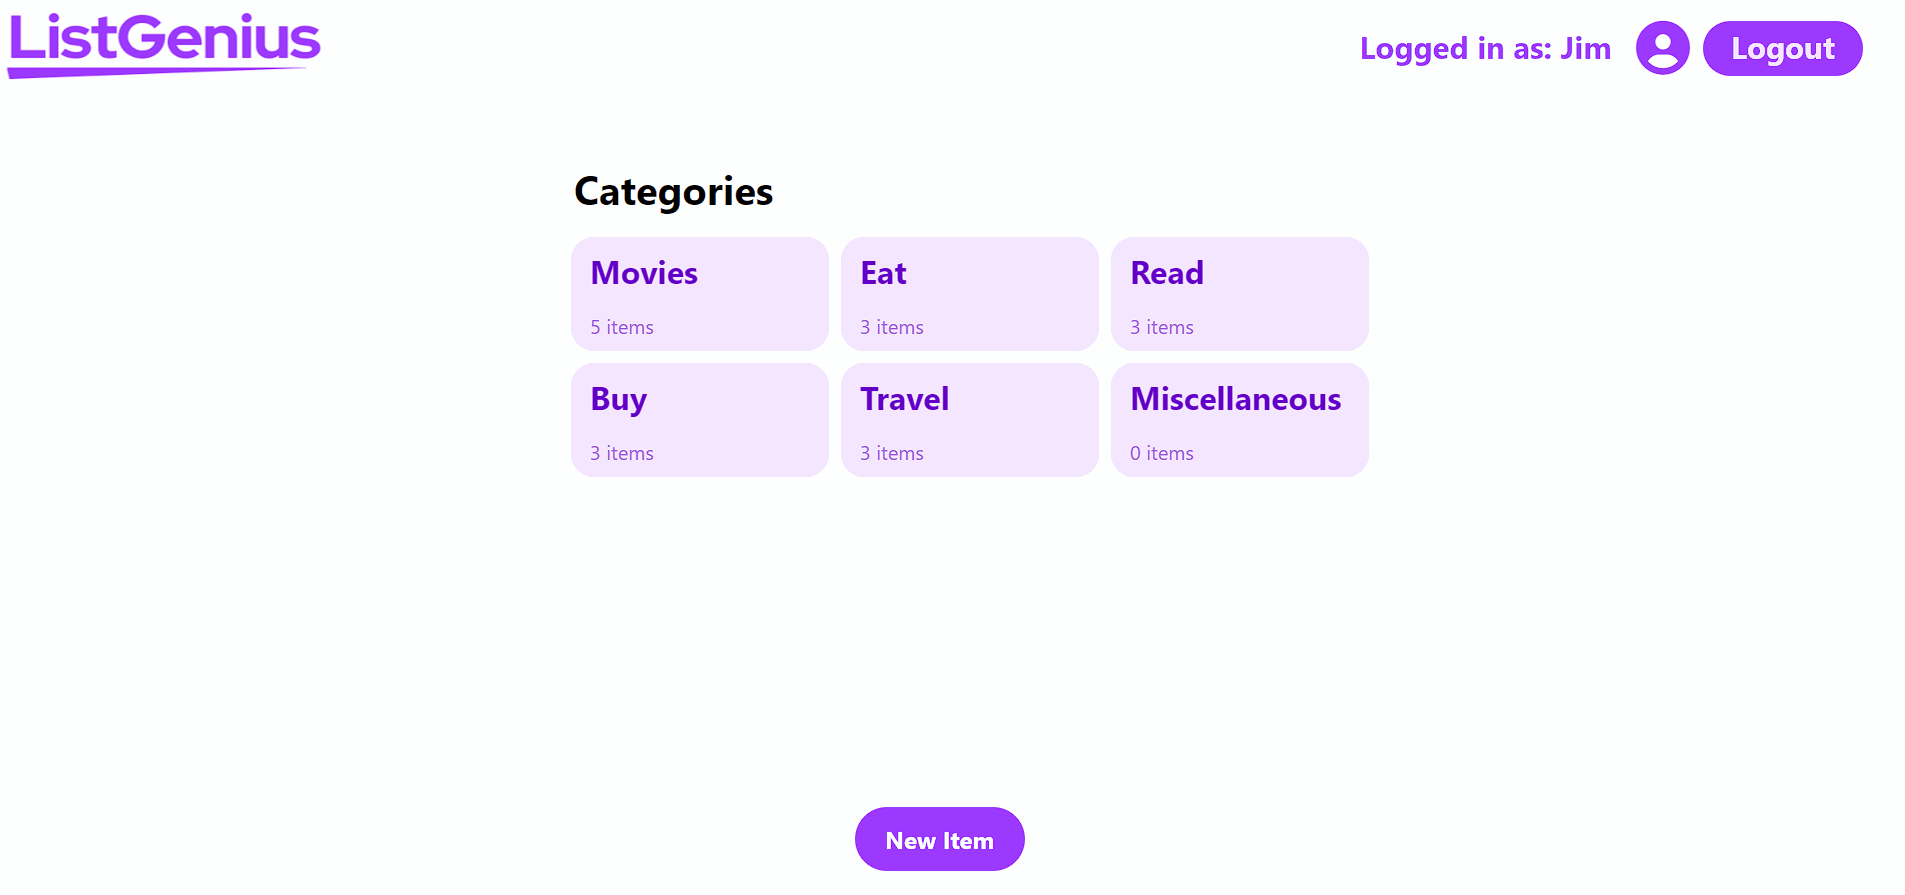 ListGenius
Logged in as: Jim
Logout
Categories
Movies
5 items
Eat
3 items
Read
3 items
Buy
3 items
Travel
3 items
Miscellaneous
0 items
New Item